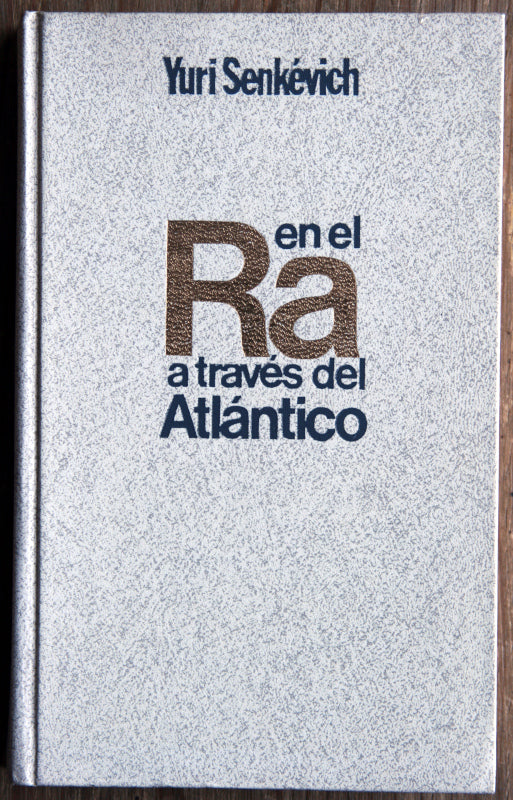 Yuri Senkévich
en el
Ra
a través del
Atlántico